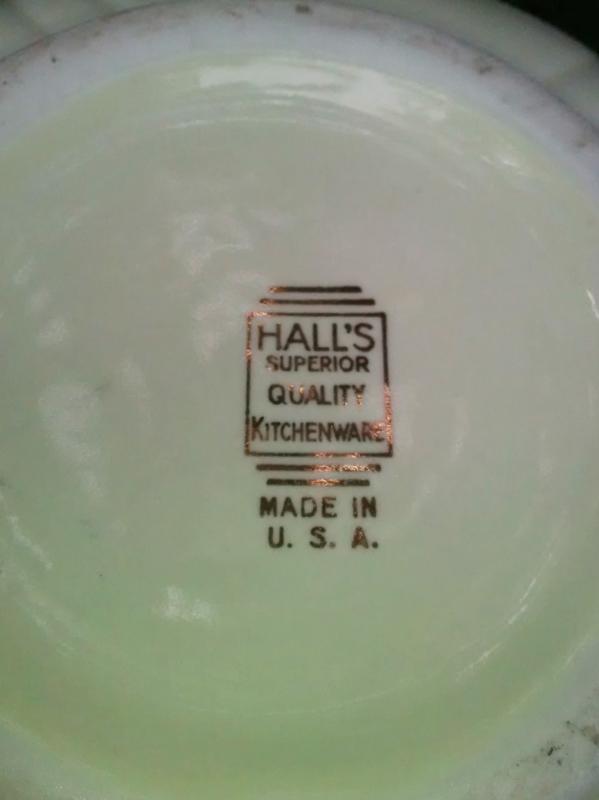 HALL'S
SUPERIOR
QUALITY
KITCHENWARE
MADE IN
U. S. A.